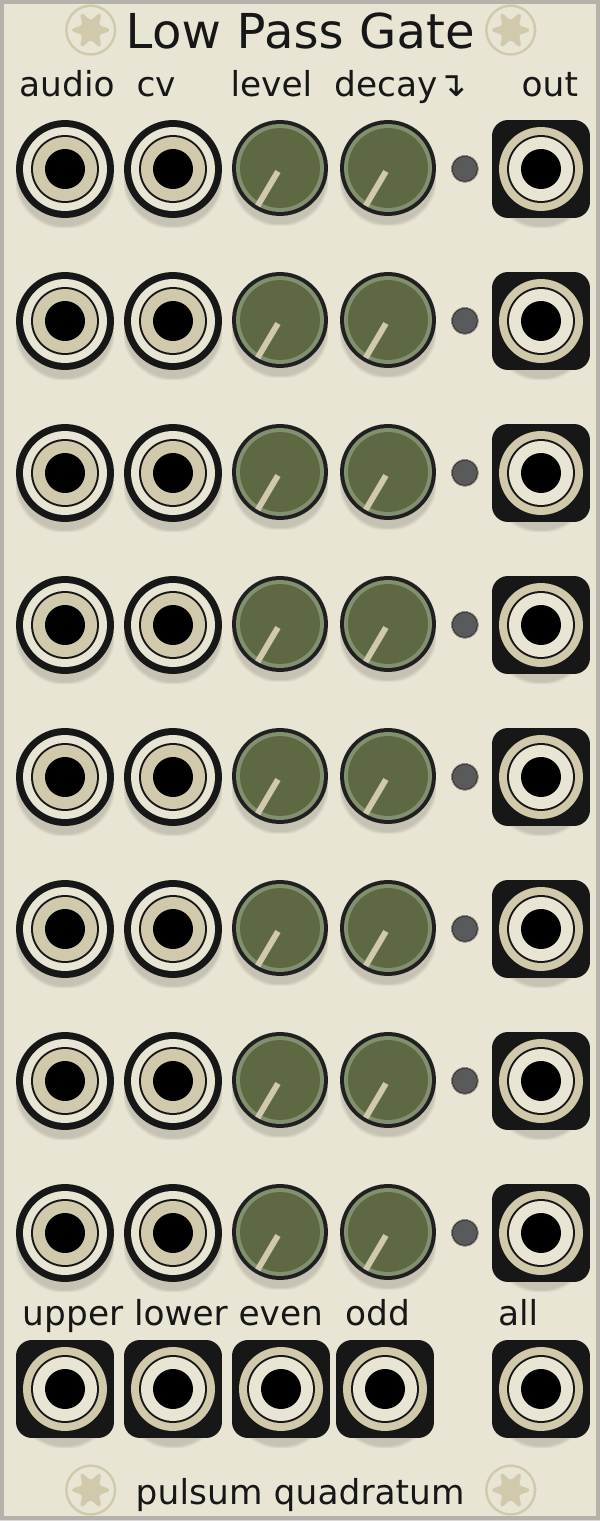 Low Pass Gate
audio cv level decay↴ out
upper lower even odd all
pulsum quadratum